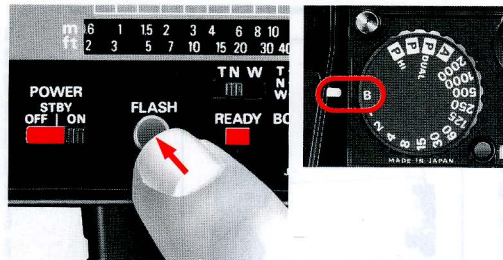 m .6 1 1.5 2 3 4 6 8 10
ft 2 3 5 7 10 15 20 30 40
T N W
POWER
STBY
OFF | ON
FLASH
READY
P HI P P DUAL P A
2000 1000 500 250 125 60 30 15 8 4 2 1 B
MADE IN JAPAN